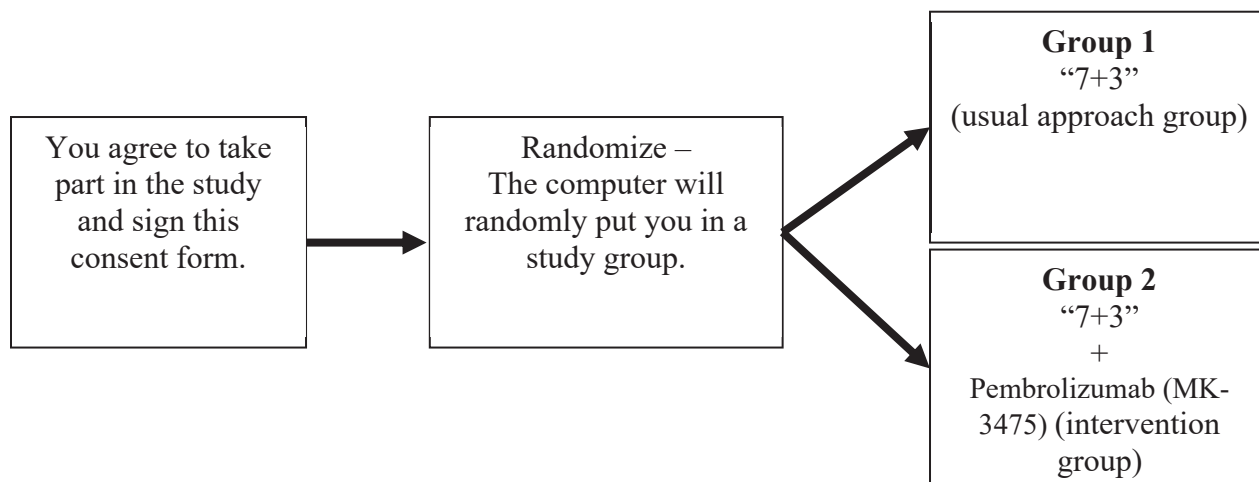 You agree to take
part in the study
and sign this
consent form.
Randomize –
The computer will
randomly put you in a
study group.
Group 1
“7+3”
(usual approach group)
Group 2
“7+3”
+
Pembrolizumab (MK-
3475) (intervention
group)